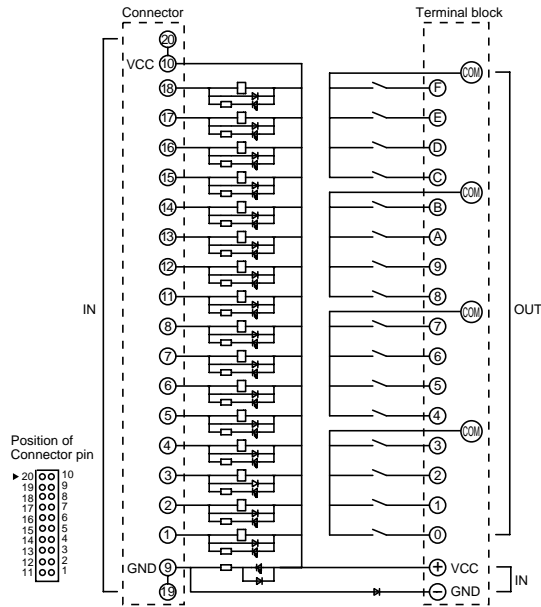 Connector
Terminal block
20
VCC 10
COM
18 F
17 E
16 D
15 C
COM
14 B
13 A
12 9
11 8
IN
OUT
COM
8 7
7 6
6 5
5 4
COM
4 3
3 2
2 1
1 0
GND 9
+ VCC
IN
19
− GND
Position of
Connector pin
20 10
19 9
18 8
17 7
16 6
15 5
14 4
13 3
12 2
11 1